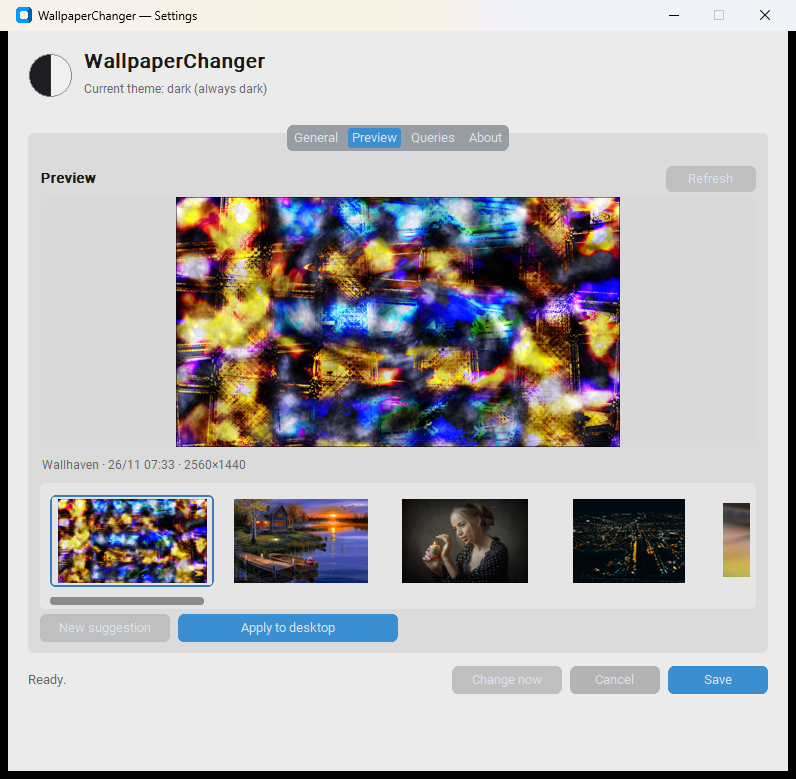 WallpaperChanger — Settings
WallpaperChanger
Current theme: dark (always dark)
General Preview Queries About
Preview
Refresh
Wallhaven · 26/11 07:33 · 2560×1440
New suggestion Apply to desktop
Ready.
Change now Cancel Save